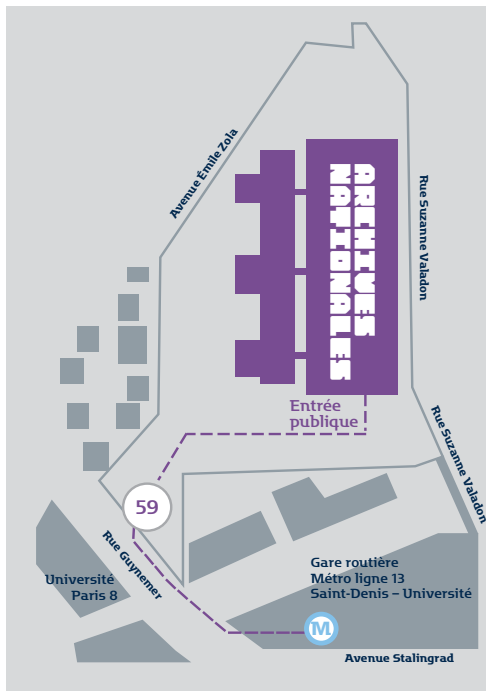 Avenue Émile Zola
Rue Suzanne Valadon
ARCHIVES
NATIONALES
Entrée
publique
Rue Suzanne Valadon
59
Rue Guynemer
Université
Paris 8
Gare routière
Métro ligne 13
Saint-Denis – Université
M
Avenue Stalingrad